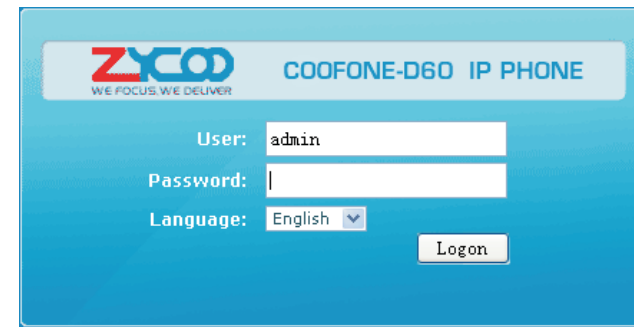 ZYCOO
WE FOCUS, WE DELIVER
COOFONE-D60 IP PHONE
User: admin
Password:
Language: English
Logon